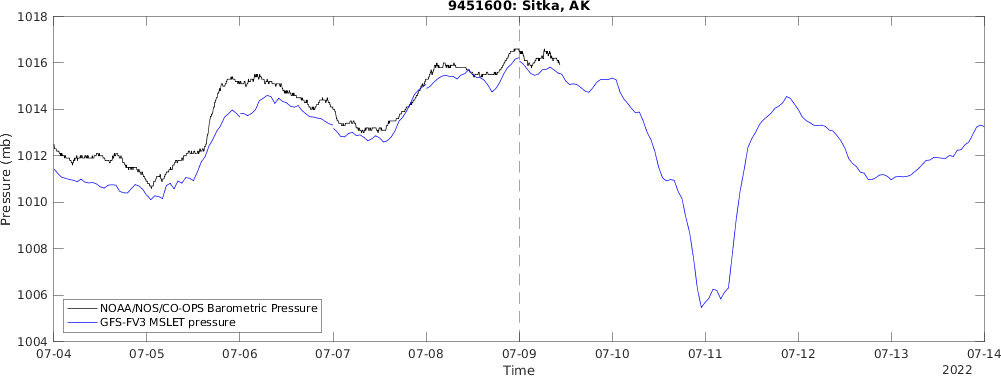 9451600: Sitka, AK
1018
1016
1014
1012
1010
1008
1006
1004
Pressure (mb)
NOAA/NOS/CO-OPS Barometric Pressure
GFS-FV3 MSLET pressure
07-04 07-05 07-06 07-07 07-08 07-09 07-10 07-11 07-12 07-13 07-14
Time
2022